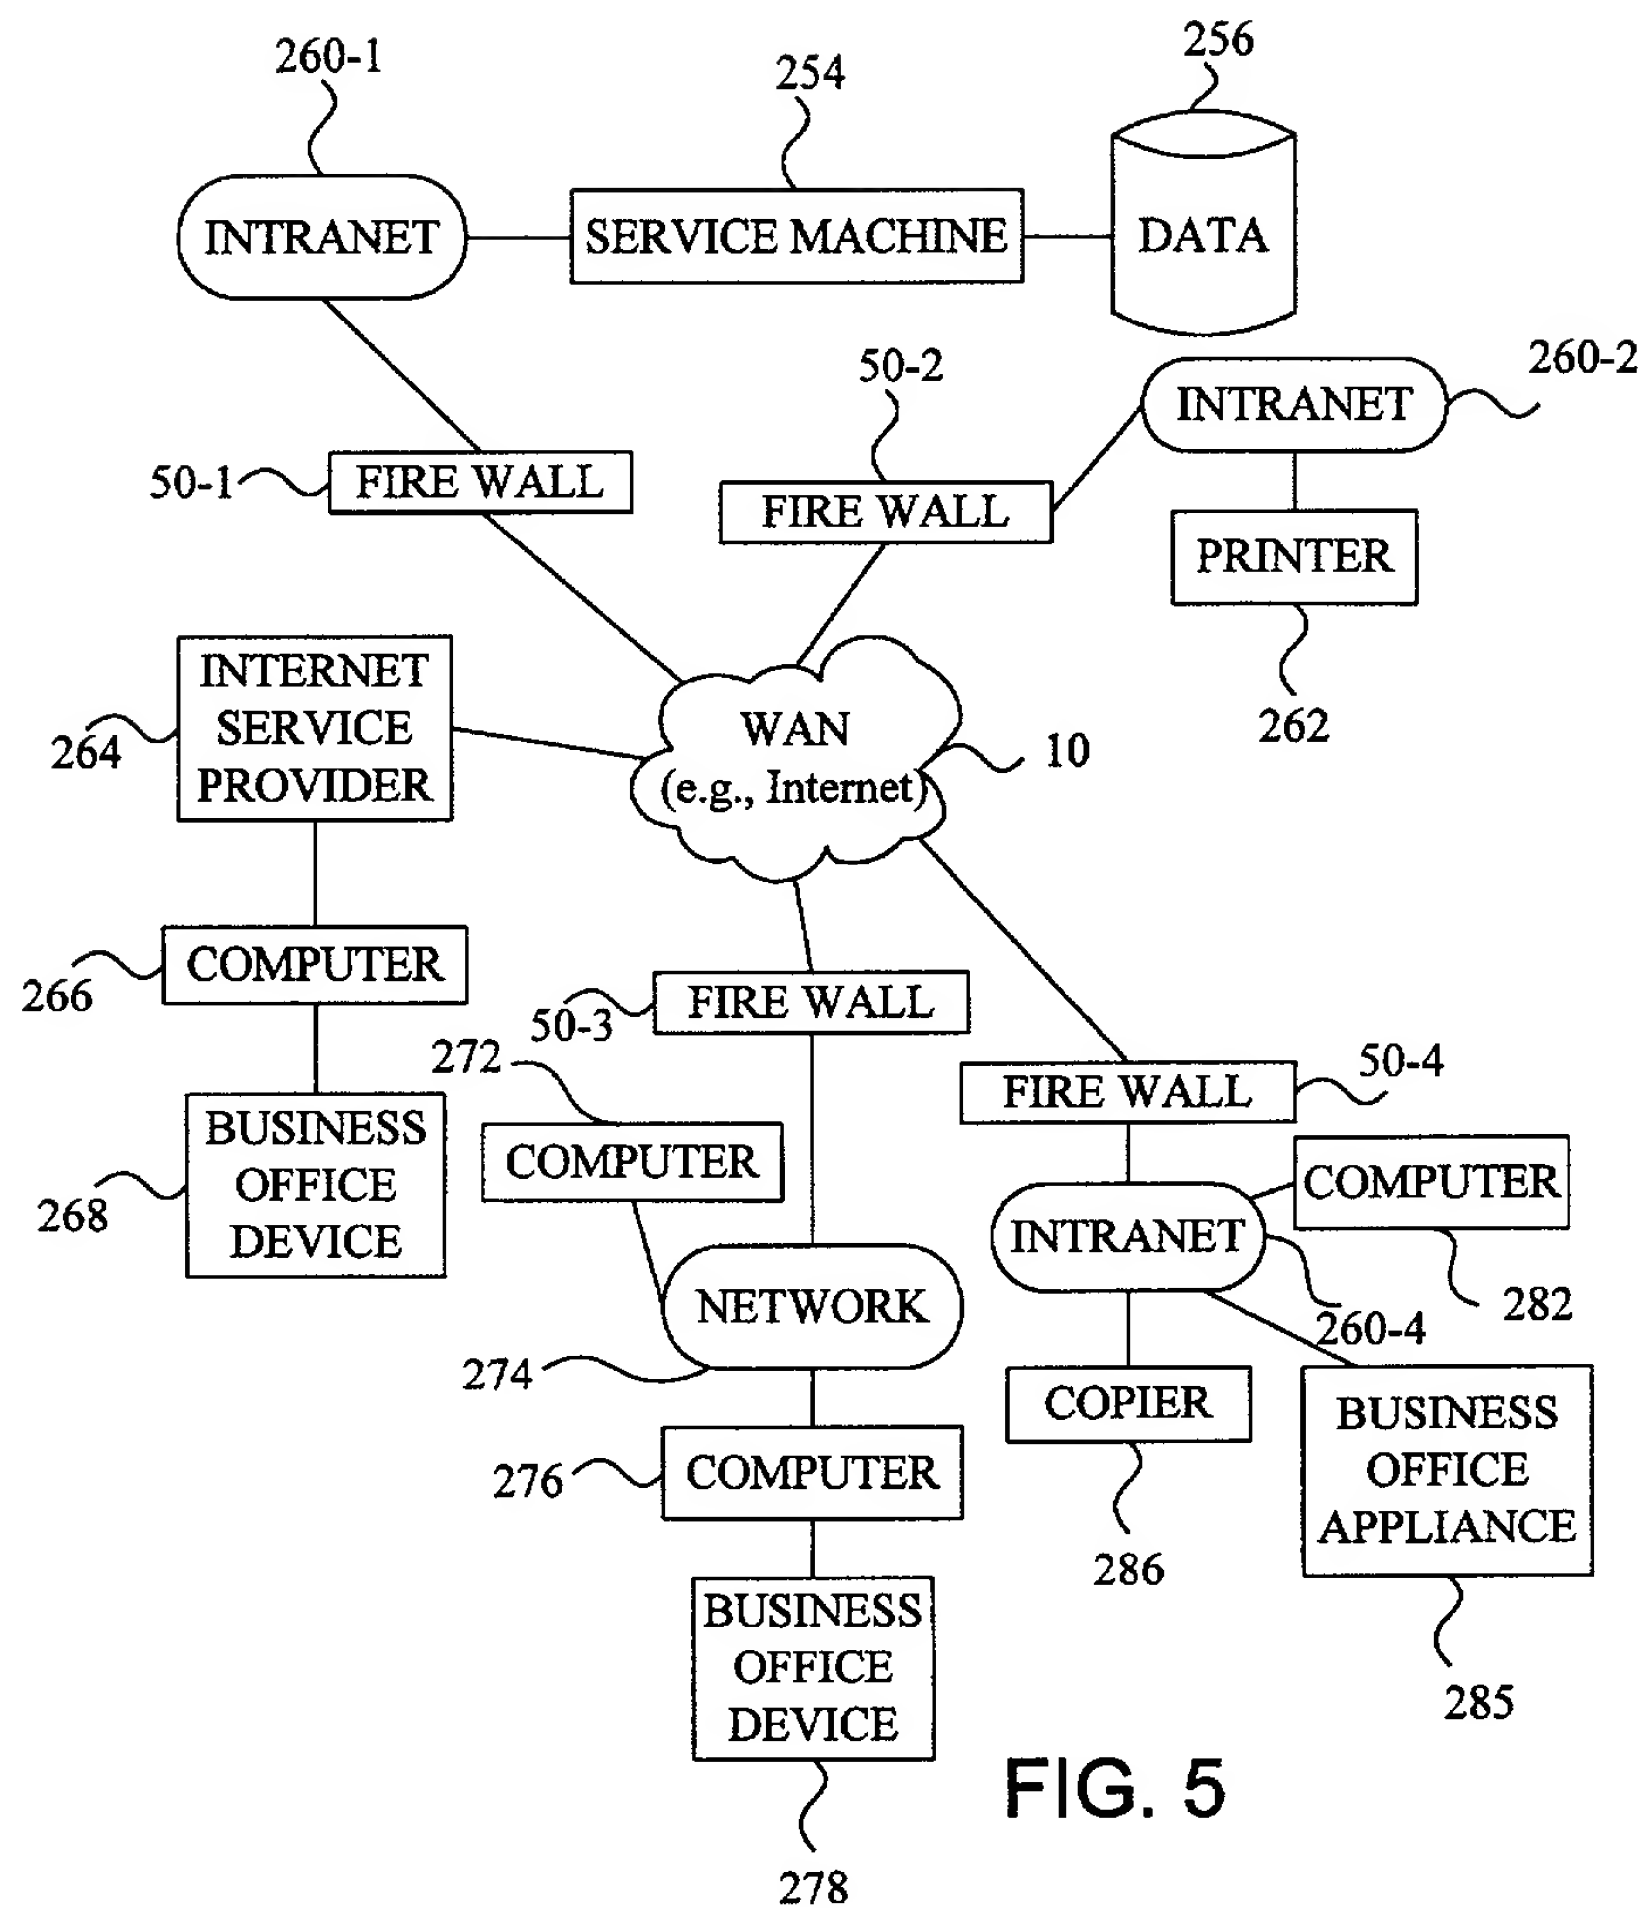 260-1
254
256
INTRANET
SERVICE MACHINE
DATA
50-2
260-2
INTRANET
50-1
FIRE WALL
FIRE WALL
PRINTER
262
INTERNET
SERVICE
PROVIDER
264
WAN
(e.g., Internet)
10
COMPUTER
266
FIRE WALL
50-3
272
50-4
FIRE WALL
BUSINESS
OFFICE
DEVICE
268
COMPUTER
COMPUTER
INTRANET
282
260-4
NETWORK
274
COPIER
286
BUSINESS
OFFICE
APPLIANCE
285
COMPUTER
276
BUSINESS
OFFICE
DEVICE
278
FIG. 5